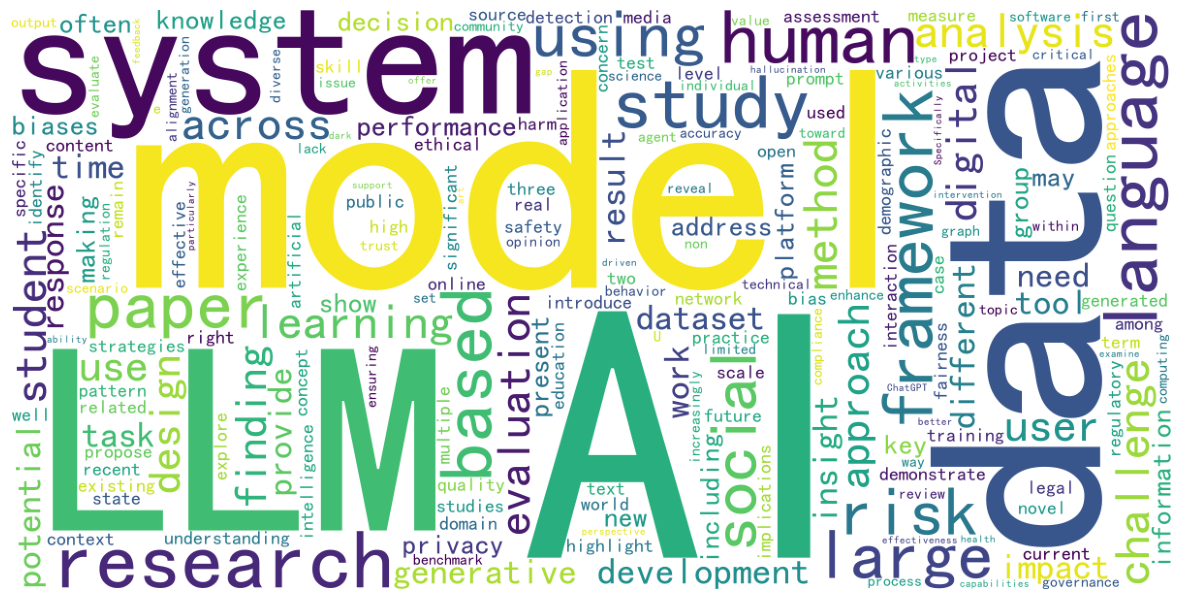 output
often
knowledge
decision
source
detection
media
value
assessment
measure
software
first
system
community
using
human
analysis
feedback
generation
evaluate
alignment
diverse
skill
issue
offer
gap
concern
test
science
level
individual
hallucination
prompt
type
various
project
critical
activities
application
study
biases
across
dark
lack
performance
ethical
harm
agent
accuracy
used
toward
open
demographic
Specifically
digital
approaches
language
content
time
specific
identify
response
student
making
regulation
remain
scenario
effective
particularly
experience
artificial
model
support
public
high
trust
significant
art
three
real
safety
opinion
result
reveal
address
non
platform
method
framework
interaction
case
graph
intervention
group
may
within
question
data
need
tool
generated
among
different
topic
driven
technical
behavior
two
online
set
show
paper
learning
based
evaluation
introduce
network
bias
enhance
dataset
social
practice
limited
compliance
approach
ChatGPT
fairness
better
user
term
examine
challenge
regulatory
computing
information
training
way
key
demonstrate
ability
strategies
right
use
pattern
well
related
task
propose
recent
existing
state
potential
design
explore
finding
provide
intelligence
concept
ensuring
LLM
AI
multiple
present
education
work
scale
increasingly
future
including
implications
insight
quality
studies
domain
text
world
new
perspective
highlight
risk
review
legal
novel
effectiveness
health
context
understanding
privacy
benchmark
research
generative
development
large
process
capabilities
current
impact
governance